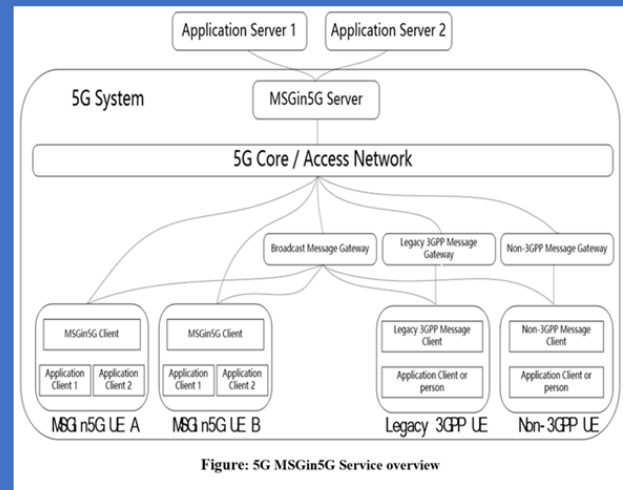 Application Server 1
Application Server 2
5G System
MSGin5G Server
5G Core / Access Network
Broadcast Message Gateway
Legacy 3GPP Message
Gateway
Non-3GPP Message Gateway
MSGin5G Client
Application
Client 1
Application
Client 2
MSGin5G UE A
MSGin5G Client
Application
Client 1
Application
Client 2
MSGin5G UE B
Legacy 3GPP Message
Client
Application Client or
person
Legacy 3GPP UE
Non-3GPP Message
Client
Application Client or
person
Non-3GPP UE
Figure: 5G MSGin5G Service overview